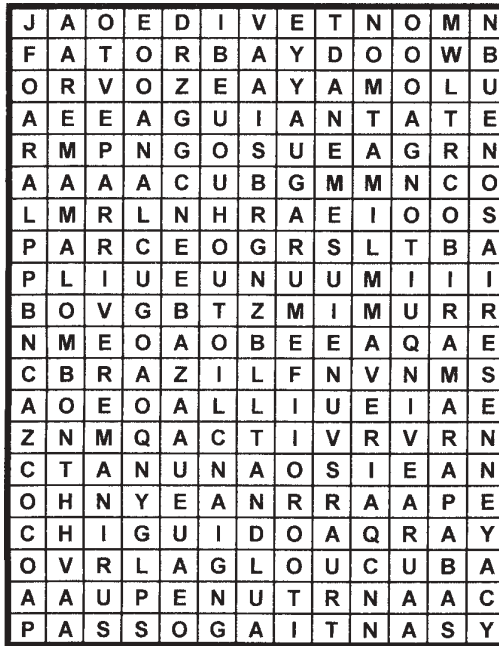 J A O E D I V E T N O M N
F A T O R B A Y D O O W B
O R V O Z E A Y A M O L U
A E E A G U I A N T A T E
R M P N G O S U E A G R N
A A A A C U B G M M N C O
L M R L N H R A E I O O S
P A R C E O G R S L T B A
P L I U E U N U U M I I I
B O V G B T Z M I M U R R
N M E O A O B E E A Q A E
C B R A Z I L F N V N M S
A O E O A L L I U E I A E
Z N M Q A C T I V R V R N
C T A N U N A O S I E A N
O H N Y E A N R R A A P E
C H I G U I D O A Q R A Y
O V R L A G L O U C U B A
A A U P E N U T R N A A C
P A S S O G A I T N A S Y